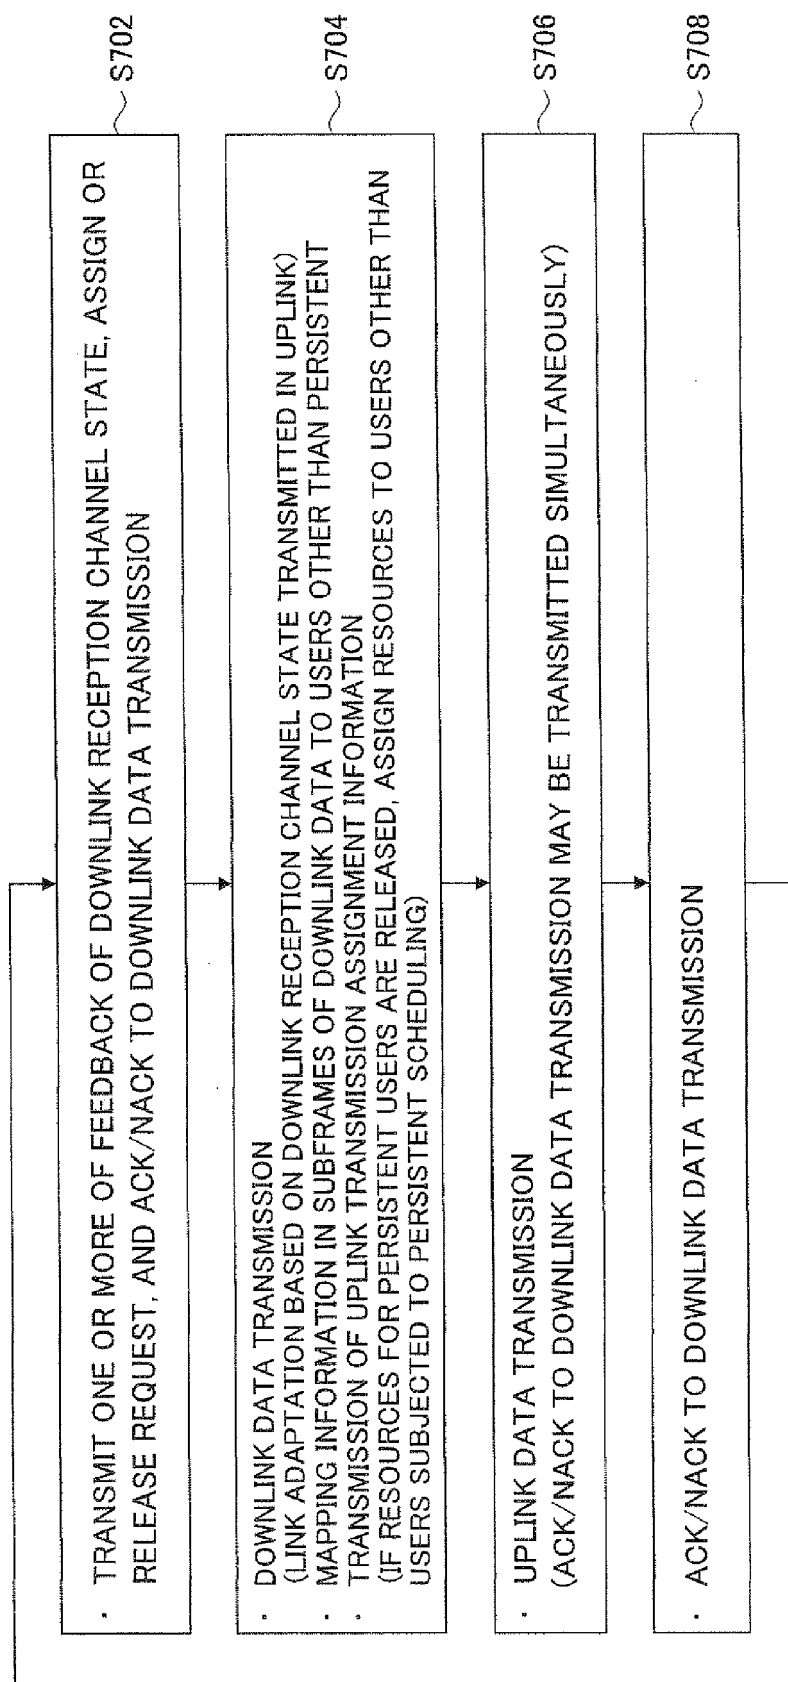 · TRANSMIT ONE OR MORE OF FEEDBACK OF DOWNLINK RECEPTION CHANNEL STATE, ASSIGN OR
RELEASE REQUEST, AND ACK/NACK TO DOWNLINK DATA TRANSMISSION
S702
· DOWNLINK DATA TRANSMISSION
(LINK ADAPTATION BASED ON DOWNLINK RECEPTION CHANNEL STATE TRANSMITTED IN UPLINK)
· MAPPING INFORMATION IN SUBFRAMES OF DOWNLINK DATA TO USERS OTHER THAN PERSISTENT
· TRANSMISSION OF UPLINK TRANSMISSION ASSIGNMENT INFORMATION
(IF RESOURCES FOR PERSISTENT USERS ARE RELEASED, ASSIGN RESOURCES TO USERS OTHER THAN
USERS SUBJECTED TO PERSISTENT SCHEDULING)
S704
· UPLINK DATA TRANSMISSION
(ACK/NACK TO DOWNLINK DATA TRANSMISSION MAY BE TRANSMITTED SIMULTANEOUSLY)
S706
· ACK/NACK TO DOWNLINK DATA TRANSMISSION
S708